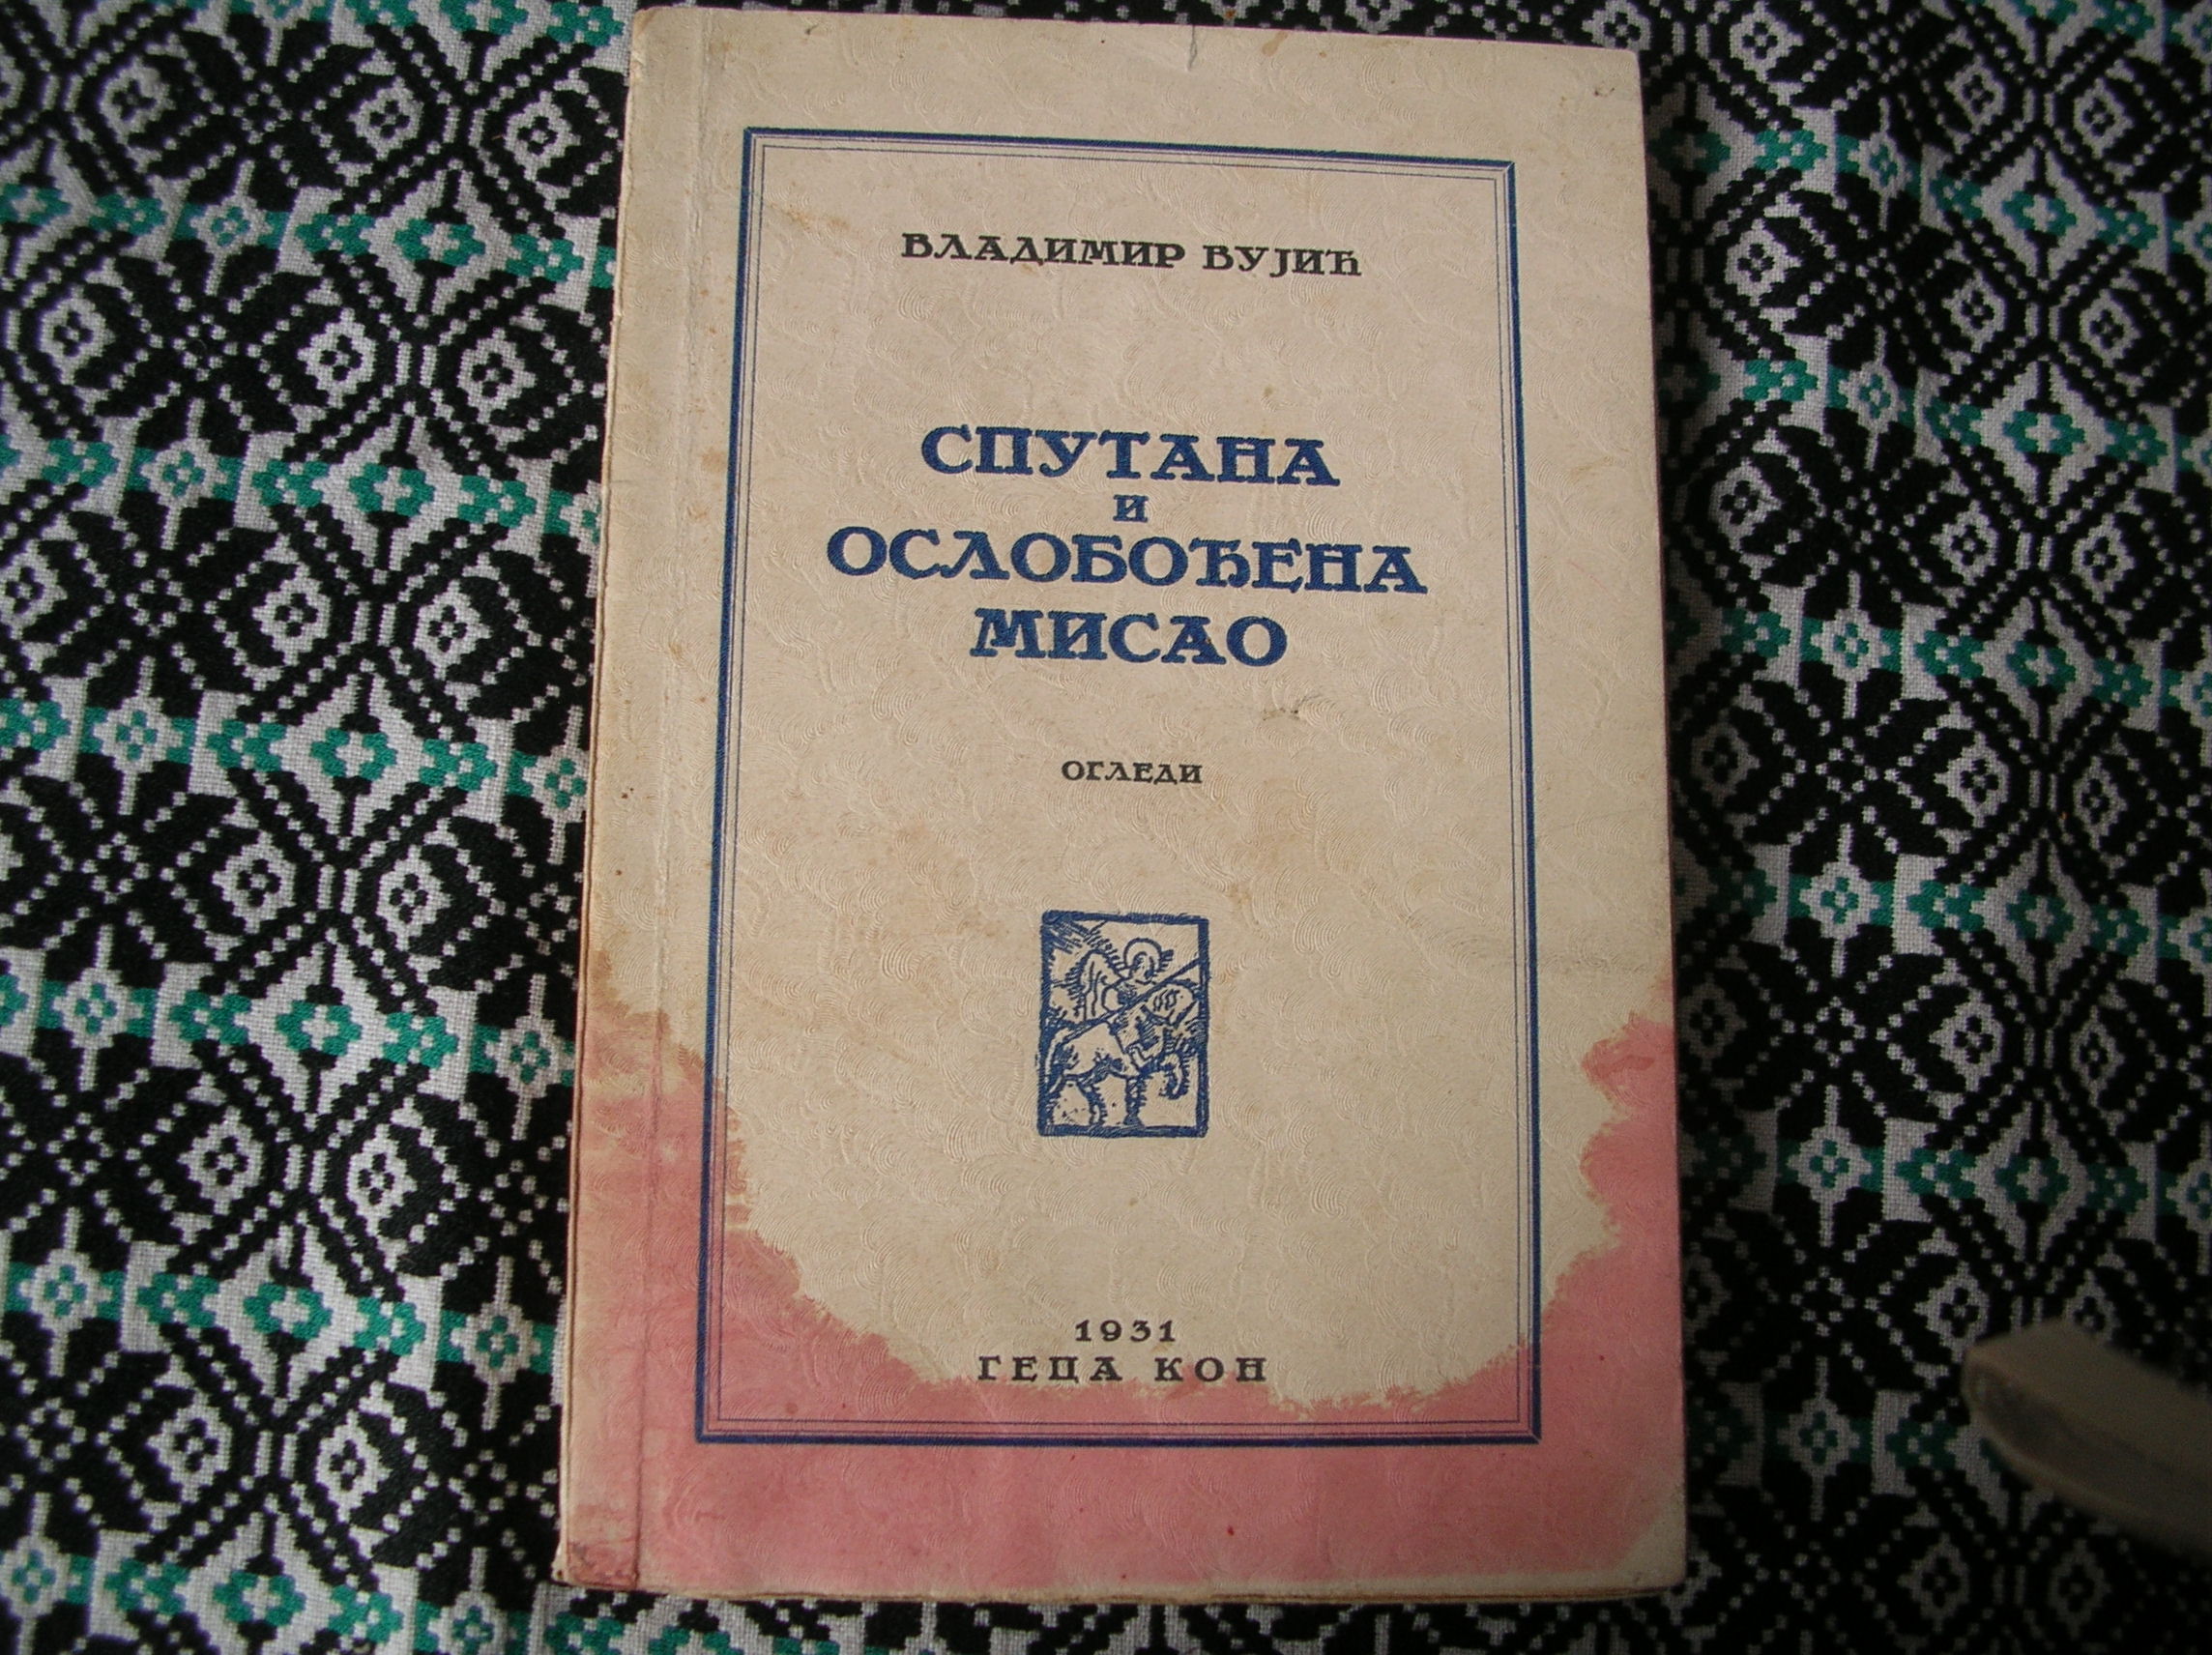 ВЛАДИМИР ВУЈИЋ
СПУТАНА
И
ОСЛОБОЂЕНА
МИСАО
ОГЛЕДИ
1931
ГЕЦА КОН